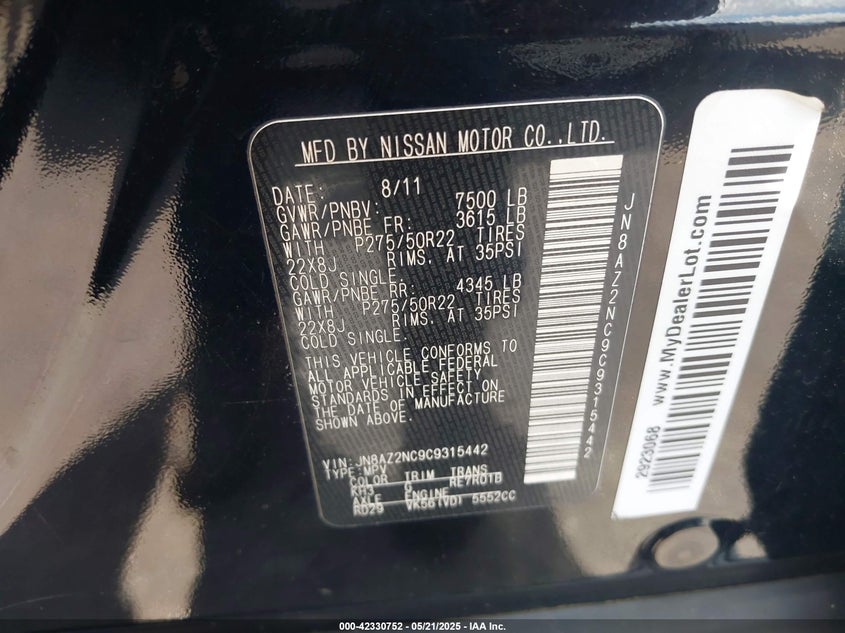 MFD BY NISSAN MOTOR CO.,LTD.
DATE: 8/11
GVWR/PNBV: 7500 LB
GAWR/PNBE FR: 3615 LB
WITH P275/50R22 TIRES
22X8J RIMS. AT 35PSI
COLD SINGLE.
GAWR/PNBE RR: 4345 LB
WITH P275/50R22 TIRES
22X8J RIMS. AT 35PSI
COLD SINGLE.
THIS VEHICLE CONFORMS TO
ALL APPLICABLE FEDERAL
MOTOR VEHICLE SAFETY
STANDARDS IN EFFECT ON
THE DATE OF MANUFACTURE
SHOWN ABOVE.
VIN: JN8AZ2NC9C9315442
TYPE: MPV
COLOR TRIM TRANS
KH3 G RE7R01B
AXLE ENGINE
RD29 VK56(VD) 5552CC
JN8AZ2NC9C9315442
2923068
www.MyDealerLot.com
000-42330752 - 05/21/2025 - IAA Inc.